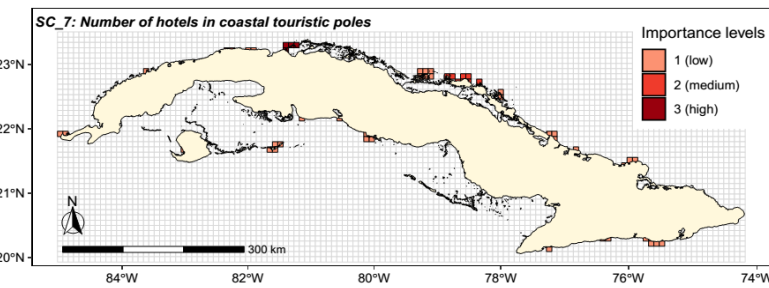 SC_7: Number of hotels in coastal touristic poles
Importance levels
1 (low)
2 (medium)
3 (high)
23°N
22°N
21°N
20°N
N
300 km
84°W
82°W
80°W
78°W
76°W
74°W